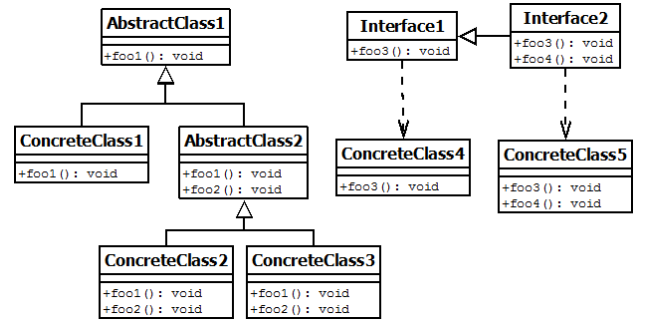 AbstractClass1
+foo1(): void
Interface1
+foo3(): void
Interface2
+foo3(): void
+foo4(): void
ConcreteClass1
+foo1(): void
AbstractClass2
+foo1(): void
+foo2(): void
ConcreteClass4
+foo3(): void
ConcreteClass5
+foo3(): void
+foo4(): void
ConcreteClass2
+foo1(): void
+foo2(): void
ConcreteClass3
+foo1(): void
+foo2(): void